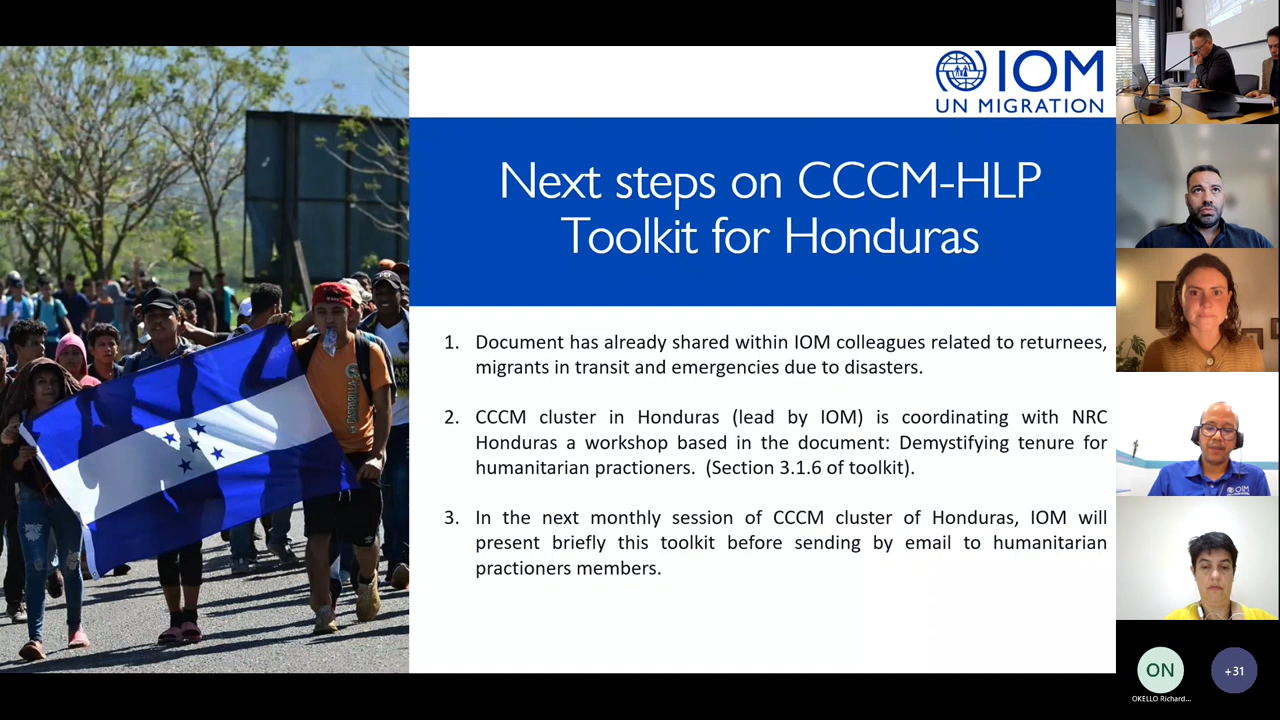 IOM
UN MIGRATION
Next steps on CCCM-HLP
Toolkit for Honduras
1. Document has already shared within IOM colleagues related to returnees,
migrants in transit and emergencies due to disasters.
2. CCCM cluster in Honduras (lead by IOM) is coordinating with NRC
Honduras a workshop based in the document: Demystifying tenure for
humanitarian practioners. (Section 3.1.6 of toolkit).
3. In the next monthly session of CCCM cluster of Honduras, IOM will
present briefly this toolkit before sending by email to humanitarian
practioners members.
OIM
ON
+31
OKELLO Richard...